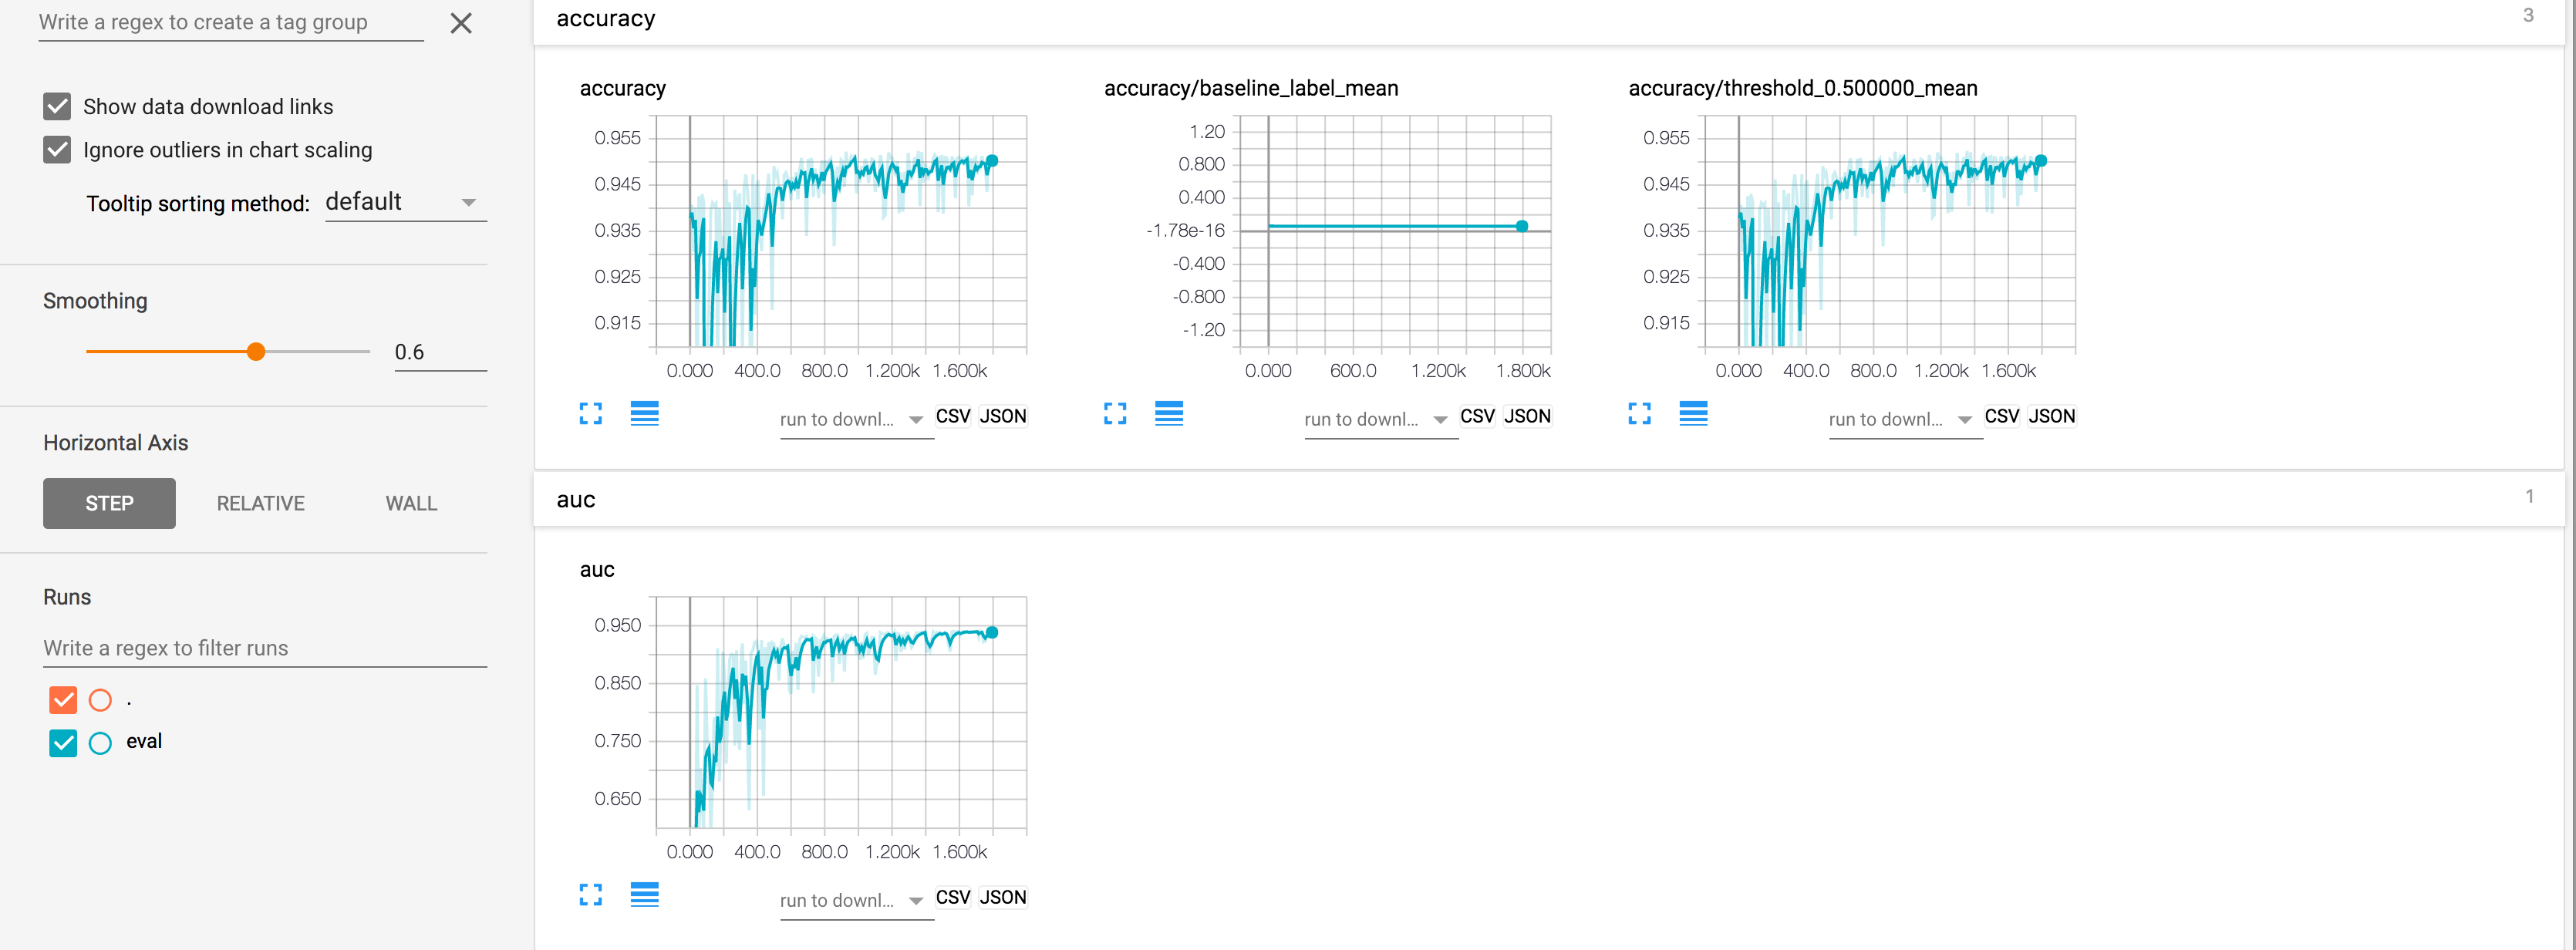 Write a regex to create a tag group
Show data download links
Ignore outliers in chart scaling
Tooltip sorting method: default
Smoothing
0.6
Horizontal Axis
STEP RELATIVE WALL
Runs
Write a regex to filter runs
.
eval
accuracy 3
accuracy
0.955
0.945
0.935
0.925
0.915
0.000 400.0 800.0 1.200k 1.600k
run to downl... CSV JSON
accuracy/baseline_label_mean
1.20
0.800
0.400
-1.78e-16
-0.400
-0.800
-1.20
0.000 600.0 1.200k 1.800k
run to downl... CSV JSON
accuracy/threshold_0.500000_mean
0.955
0.945
0.935
0.925
0.915
0.000 400.0 800.0 1.200k 1.600k
run to downl... CSV JSON
auc 1
auc
0.950
0.850
0.750
0.650
0.000 400.0 800.0 1.200k 1.600k
run to downl... CSV JSON